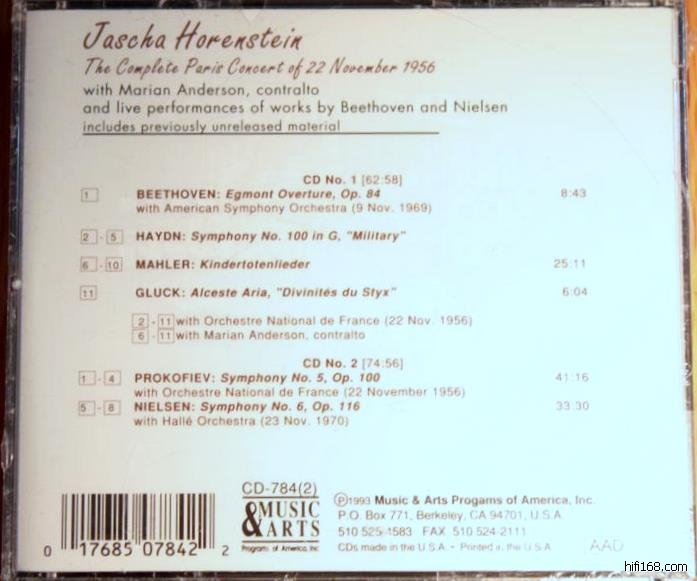 Jascha Horenstein
The Complete Paris Concert of 22 November 1956
with Marian Anderson, contralto
and live performances of works by Beethoven and Nielsen
includes previously unreleased material
CD No. 1 [62:58]
1 BEETHOVEN: Egmont Overture, Op. 84 8:43
with American Symphony Orchestra (9 Nov. 1969)
2 - 5 HAYDN: Symphony No. 100 in G, "Military"
6 - 10 MAHLER: Kindertotenlieder 25:11
11 GLUCK: Alceste Aria, "Divinités du Styx" 6:04
2 - 11 with Orchestre National de France (22 Nov. 1956)
6 - 11 with Marian Anderson, contralto
CD No. 2 [74:56]
1 - 4 PROKOFIEV: Symphony No. 5, Op. 100 41:16
with Orchestre National de France (22 November 1956)
5 - 8 NIELSEN: Symphony No. 6, Op. 116 33:30
with Hallé Orchestra (23 Nov. 1970)
CD-784(2)
MUSIC
& ARTS
Programs of America, Inc
Ⓟ1993 Music & Arts Progams of America, Inc.
P.O. Box 771, Berkeley, CA 94701, U.S.A.
510 525-4583 FAX 510 524-2111
CDs made in the U.S.A. • Printed in the U.S.A AAD
0 17685 07842 2
hifi168.com